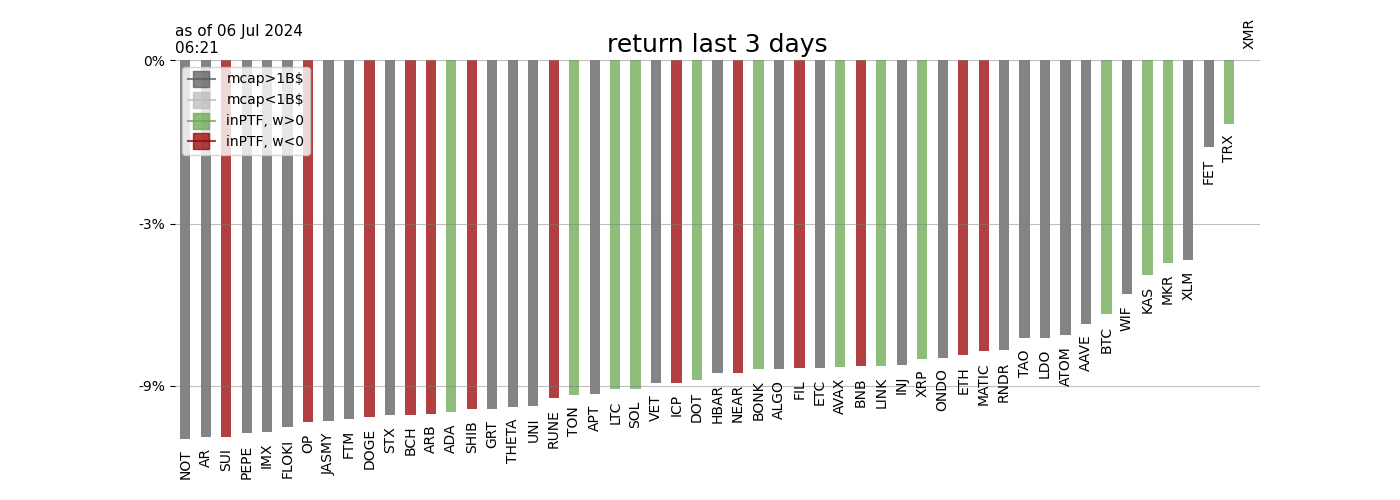 as of 06 Jul 2024
06:21
return last 3 days
XMR
0%
-3%
-9%
mcap>1B$
mcap<1B$
inPTF, w>0
inPTF, w<0
NOT
AR
SUI
PEPE
IMX
FLOKI
OP
JASMY
FTM
DOGE
STX
BCH
ARB
ADA
SHIB
GRT
THETA
UNI
RUNE
TON
APT
LTC
SOL
VET
ICP
DOT
HBAR
NEAR
BONK
ALGO
FIL
ETC
AVAX
BNB
LINK
INJ
XRP
ONDO
ETH
MATIC
RNDR
TAO
LDO
ATOM
AAVE
BTC
WIF
KAS
MKR
XLM
FET
TRX